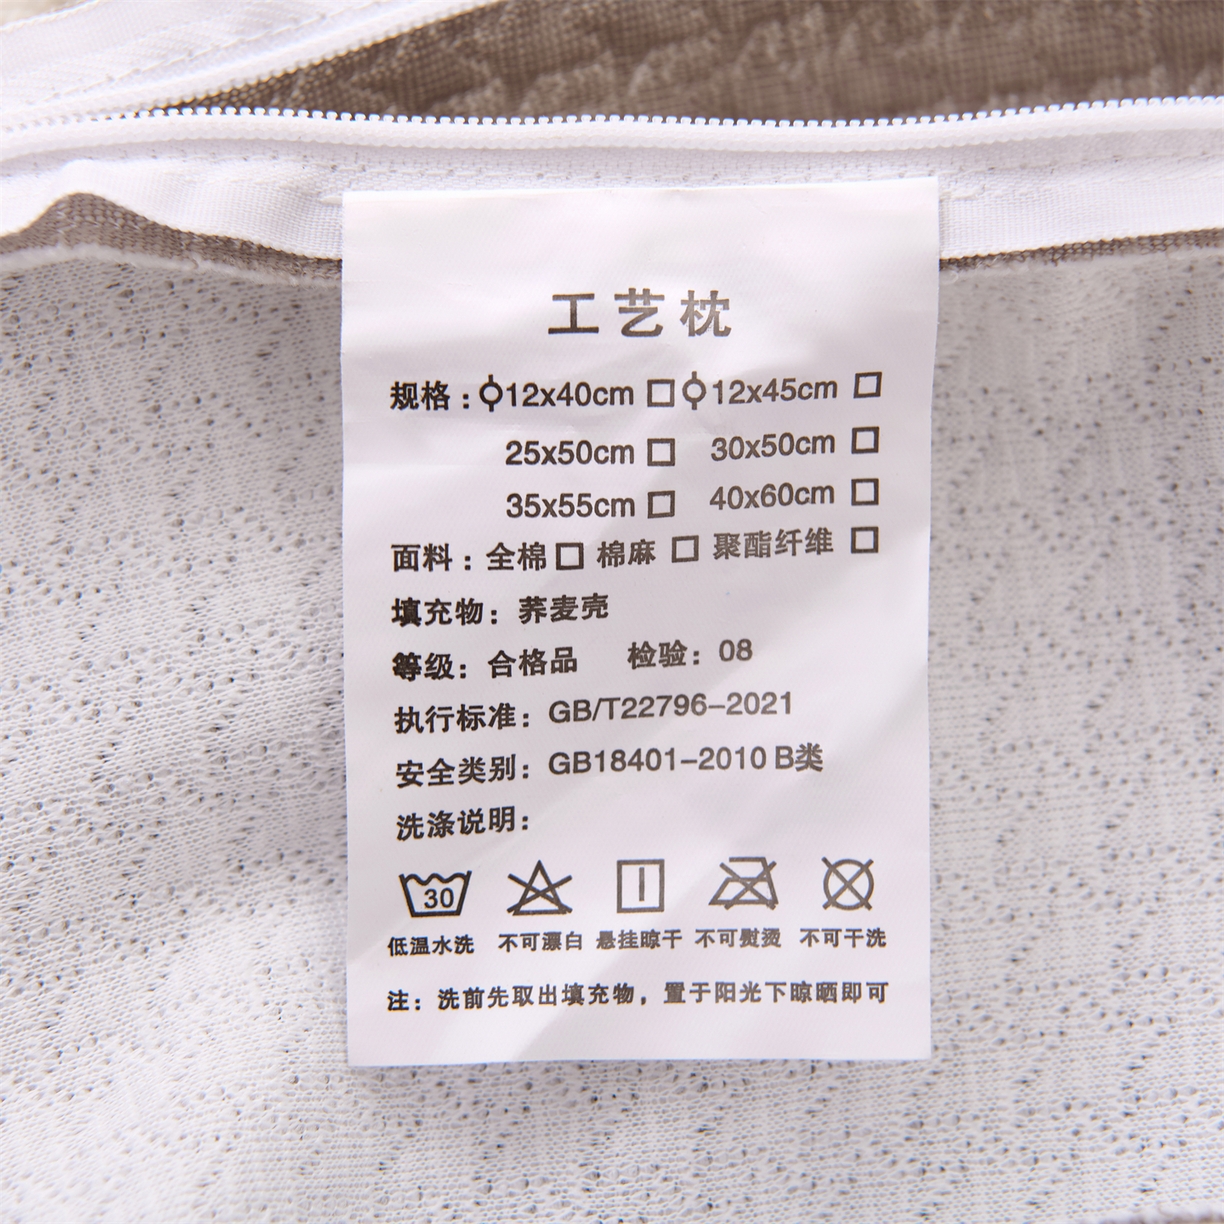 工艺枕
规格:⌀12x40cm □ ⌀12x45cm □
25x50cm □ 30x50cm □
35x55cm □ 40x60cm □
面料:全棉 □ 棉麻 □ 聚酯纤维 □
填充物:荞麦壳
等级:合格品 检验:08
执行标准:GB/T22796-2021
安全类别:GB18401-2010 B类
洗涤说明:
30
低温水洗 不可漂白 悬挂晾干 不可熨烫 不可干洗
注:洗前先取出填充物,置于阳光下晾晒即可